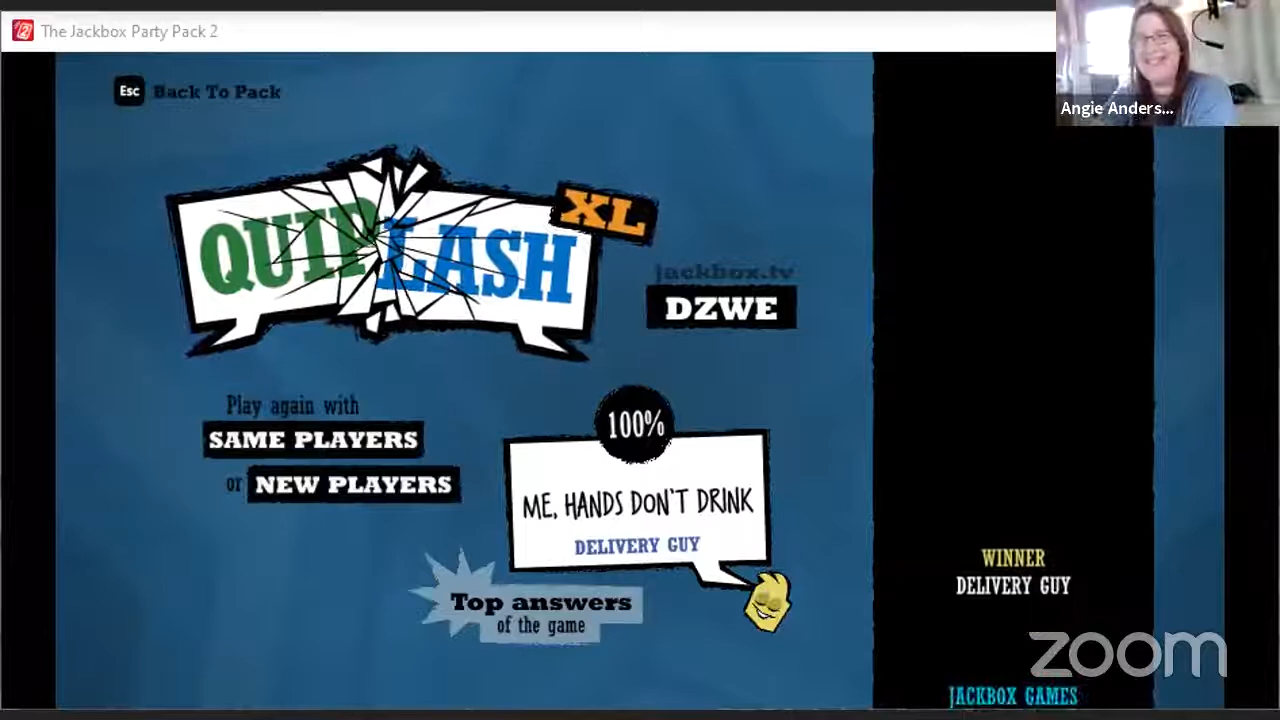 The Jackbox Party Pack 2
Angie Anders...
Esc Back To Pack
QUIPLASH
XL
jackbox.tv
DZWE
Play again with
SAME PLAYERS
or NEW PLAYERS
100%
ME, HANDS DON'T DRINK
DELIVERY GUY
Top answers
of the game
WINNER
DELIVERY GUY
zoom
JACKBOX GAMES